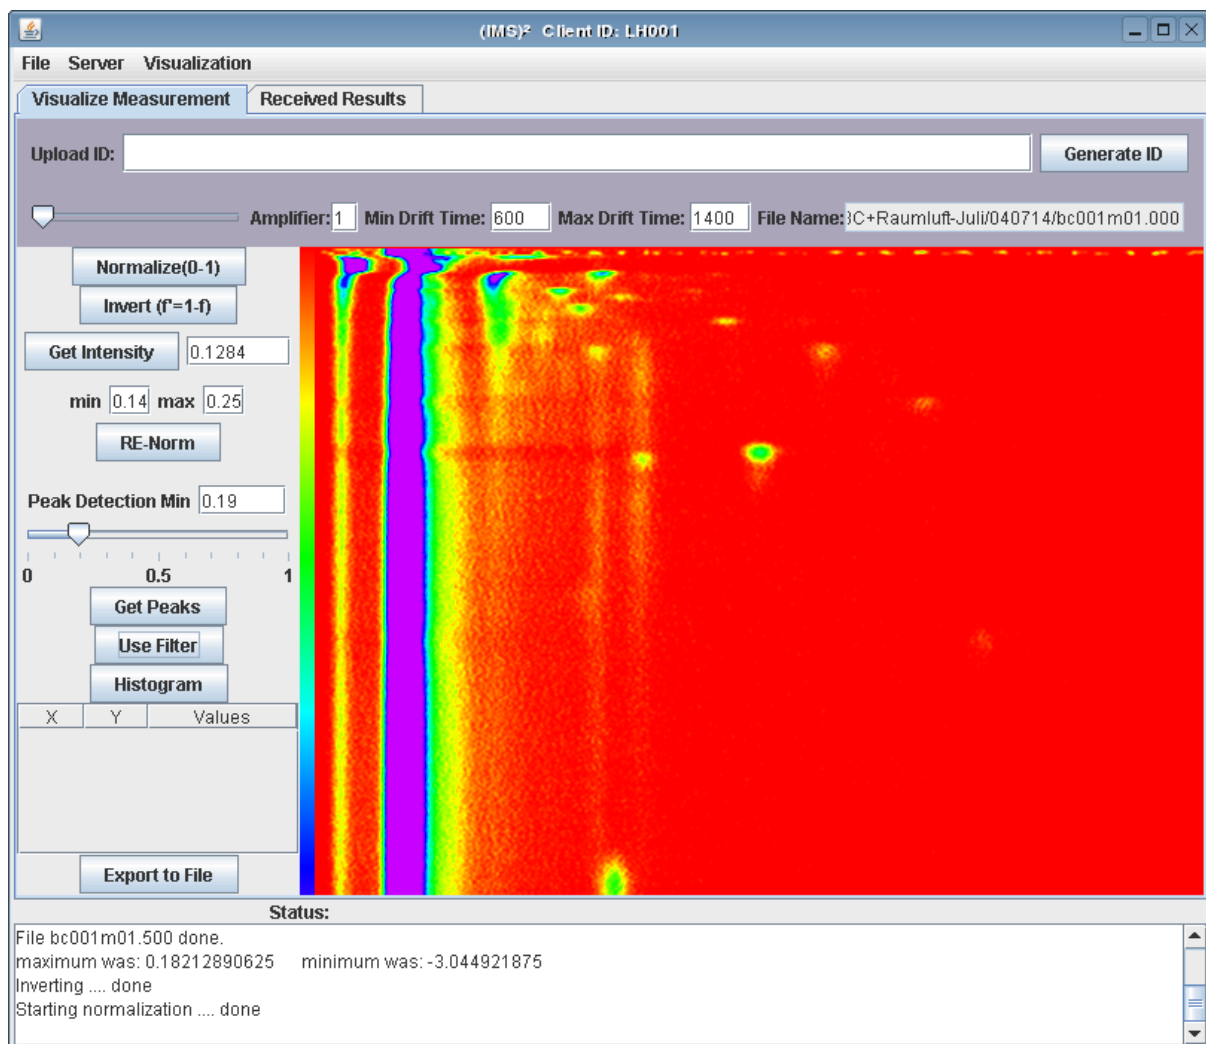 (IMS)² Client ID: LH001
File Server Visualization
Visualize Measurement Received Results
Upload ID: Generate ID
Amplifier: 1 Min Drift Time: 600 Max Drift Time: 1400 File Name: 3C+Raumluft-Juli/040714/bc001m01.000
Normalize(0-1)
Invert (f'=1-f)
Get Intensity 0.1284
min 0.14 max 0.25
RE-Norm
Peak Detection Min 0.19
0 0.5 1
Get Peaks
Use Filter
Histogram
X Y Values
Export to File
Status:
File bc001m01.500 done.
maximum was: 0.18212890625 minimum was: -3.044921875
Inverting .... done
Starting normalization .... done